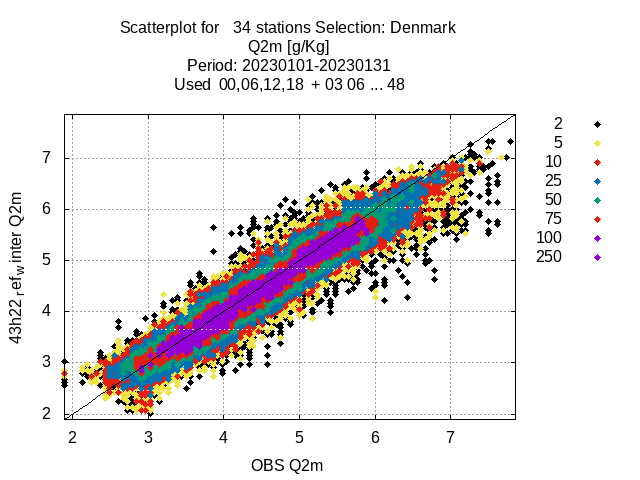 Scatterplot for   34 stations Selection: Denmark
Q2m [g/Kg]
Period: 20230101-20230131
Used  00,06,12,18  + 03 06 ... 48
2
5
10
25
50
75
100
250
7
6
5
4
3
2
43h22_ref_winter Q2m
2 3 4 5 6 7
OBS Q2m